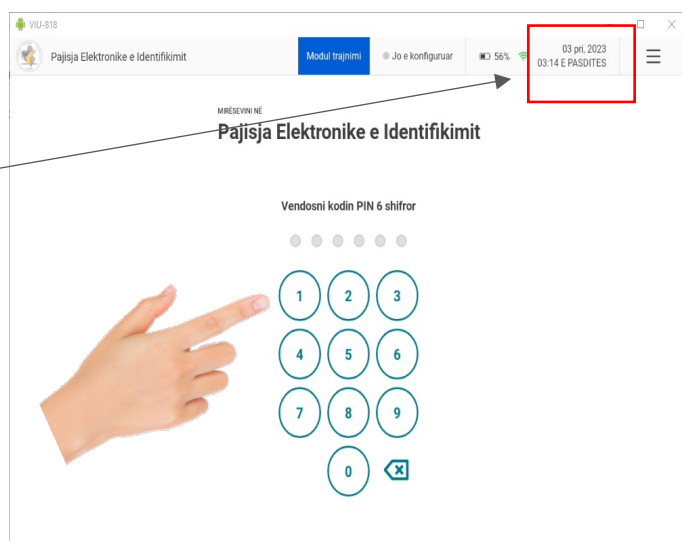 VIU-818
Pajisja Elektronike e Identifikimit
Modul trajnimi
Jo e konfiguruar
56%
03 pri, 2023
03:14 E PASDITES
MIRËSEVINI NË
Pajisja Elektronike e Identifikimit
Vendosni kodin PIN 6 shifror
1 2 3
4 5 6
7 8 9
0